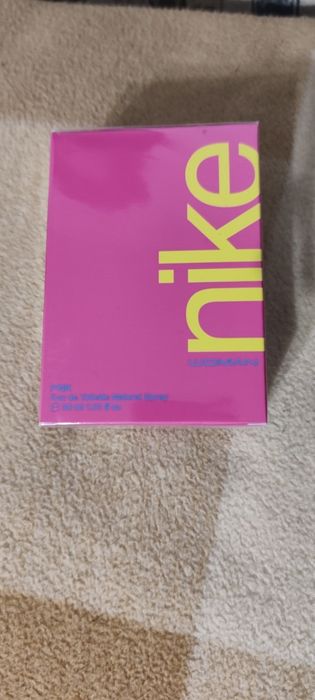 nike
WOMAN
PINK
Eau de Toilette Natural Spray